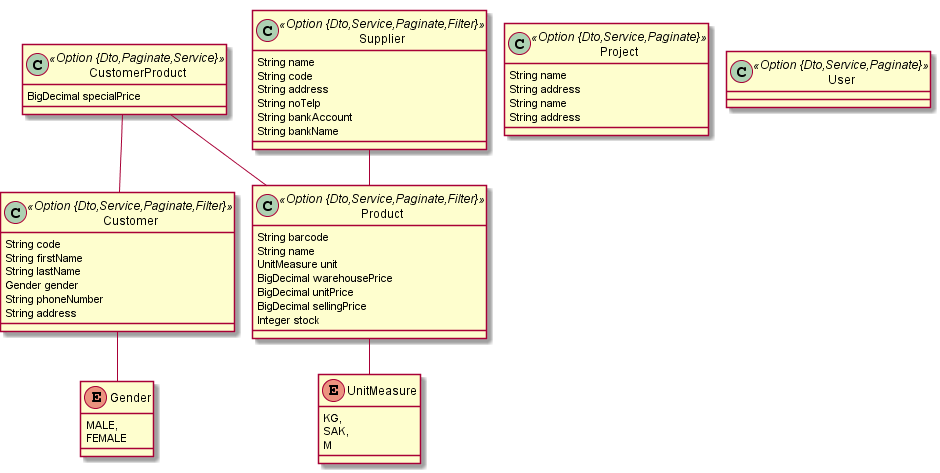 C «Option {Dto,Paginate,Service}»
CustomerProduct
BigDecimal specialPrice
C «Option {Dto,Service,Paginate,Filter}»
Supplier
String name
String code
String address
String noTelp
String bankAccount
String bankName
C «Option {Dto,Service,Paginate}»
Project
String name
String address
String name
String address
C «Option {Dto,Service,Paginate}»
User
C «Option {Dto,Service,Paginate,Filter}»
Customer
String code
String firstName
String lastName
Gender gender
String phoneNumber
String address
C «Option {Dto,Service,Paginate,Filter}»
Product
String barcode
String name
UnitMeasure unit
BigDecimal warehousePrice
BigDecimal unitPrice
BigDecimal sellingPrice
Integer stock
E Gender
MALE,
FEMALE
E UnitMeasure
KG,
SAK,
M